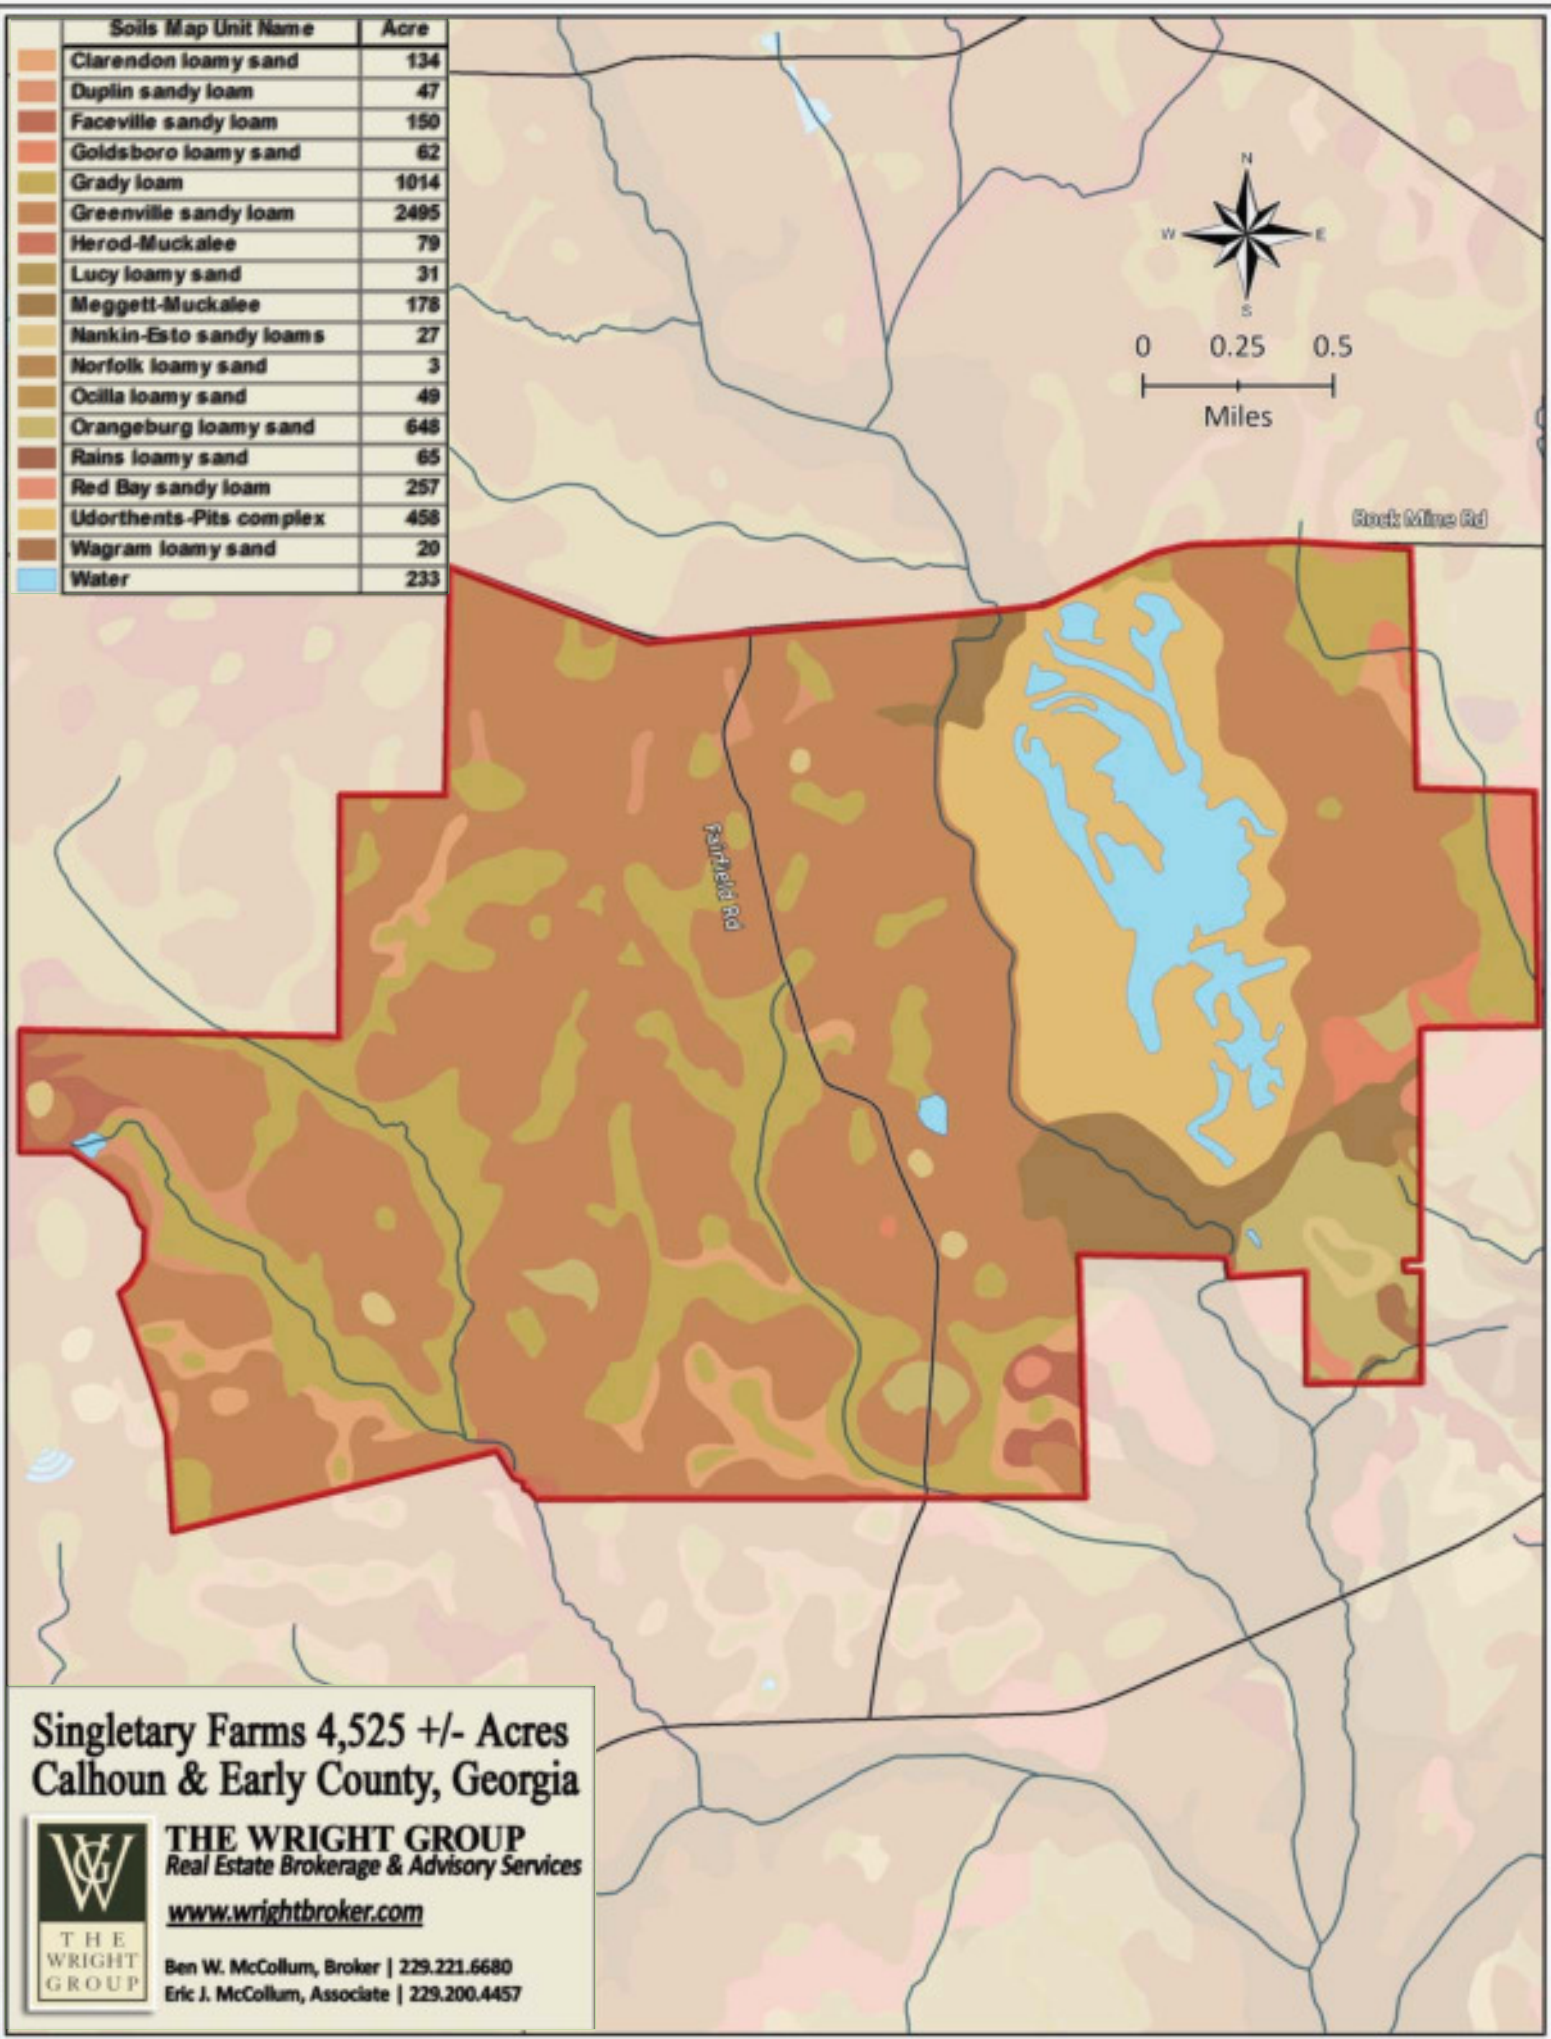 Soils Map Unit Name Acre
Clarendon loamy sand 134
Duplin sandy loam 47
Faceville sandy loam 150
Goldsboro loamy sand 62
Grady loam 1014
Greenville sandy loam 2495
Herod-Muckalee 79
Lucy loamy sand 31
Meggett-Muckalee 178
Nankin-Esto sandy loams 27
Norfolk loamy sand 3
Ocilla loamy sand 49
Orangeburg loamy sand 648
Rains loamy sand 65
Red Bay sandy loam 257
Udorthents-Pits complex 458
Wagram loamy sand 20
Water 233
N
W E
S
0 0.25 0.5
Miles
Rock Mine Rd
Fairfield Rd
Singletary Farms 4,525 +/- Acres
Calhoun & Early County, Georgia
THE WRIGHT GROUP
Real Estate Brokerage & Advisory Services
www.wrightbroker.com
Ben W. McCollum, Broker | 229.221.6680
Eric J. McCollum, Associate | 229.200.4457
WG
THE
WRIGHT
GROUP